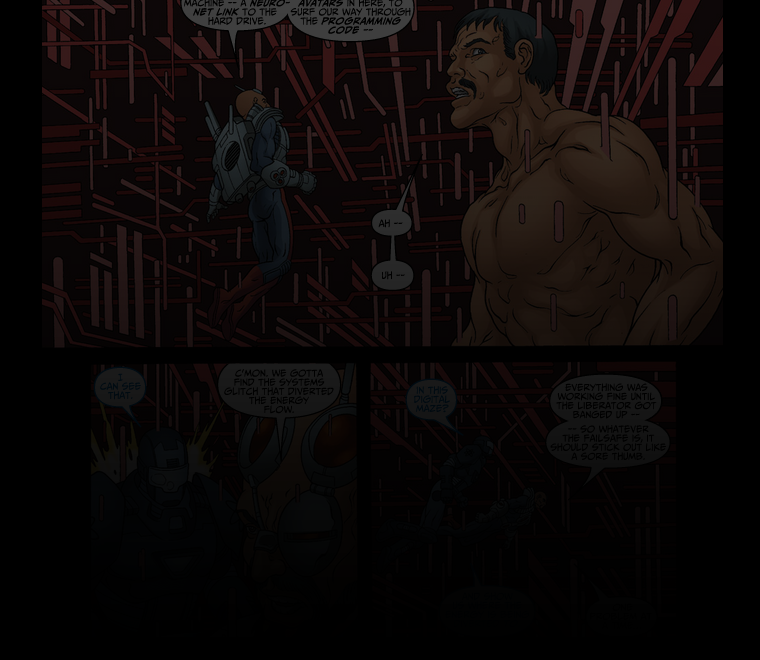 MACHINE -- A NEURO-
NET LINK TO THE
HARD DRIVE.
AVATARS IN HERE, TO
SURF OUR WAY THROUGH
THE PROGRAMMING
CODE --
AH --
UH --
I
CAN SEE
THAT.
C'MON. WE GOTTA
FIND THE SYSTEMS
GLITCH THAT DIVERTED
THE ENERGY
FLOW.
IN THIS
DIGITAL
MAZE?
EVERYTHING WAS
WORKING FINE UNTIL
THE LIBERATOR GOT
BANGED UP --
-- SO WHATEVER
THE FAILSAFE IS, IT
SHOULD STICK OUT LIKE
A SORE THUMB.